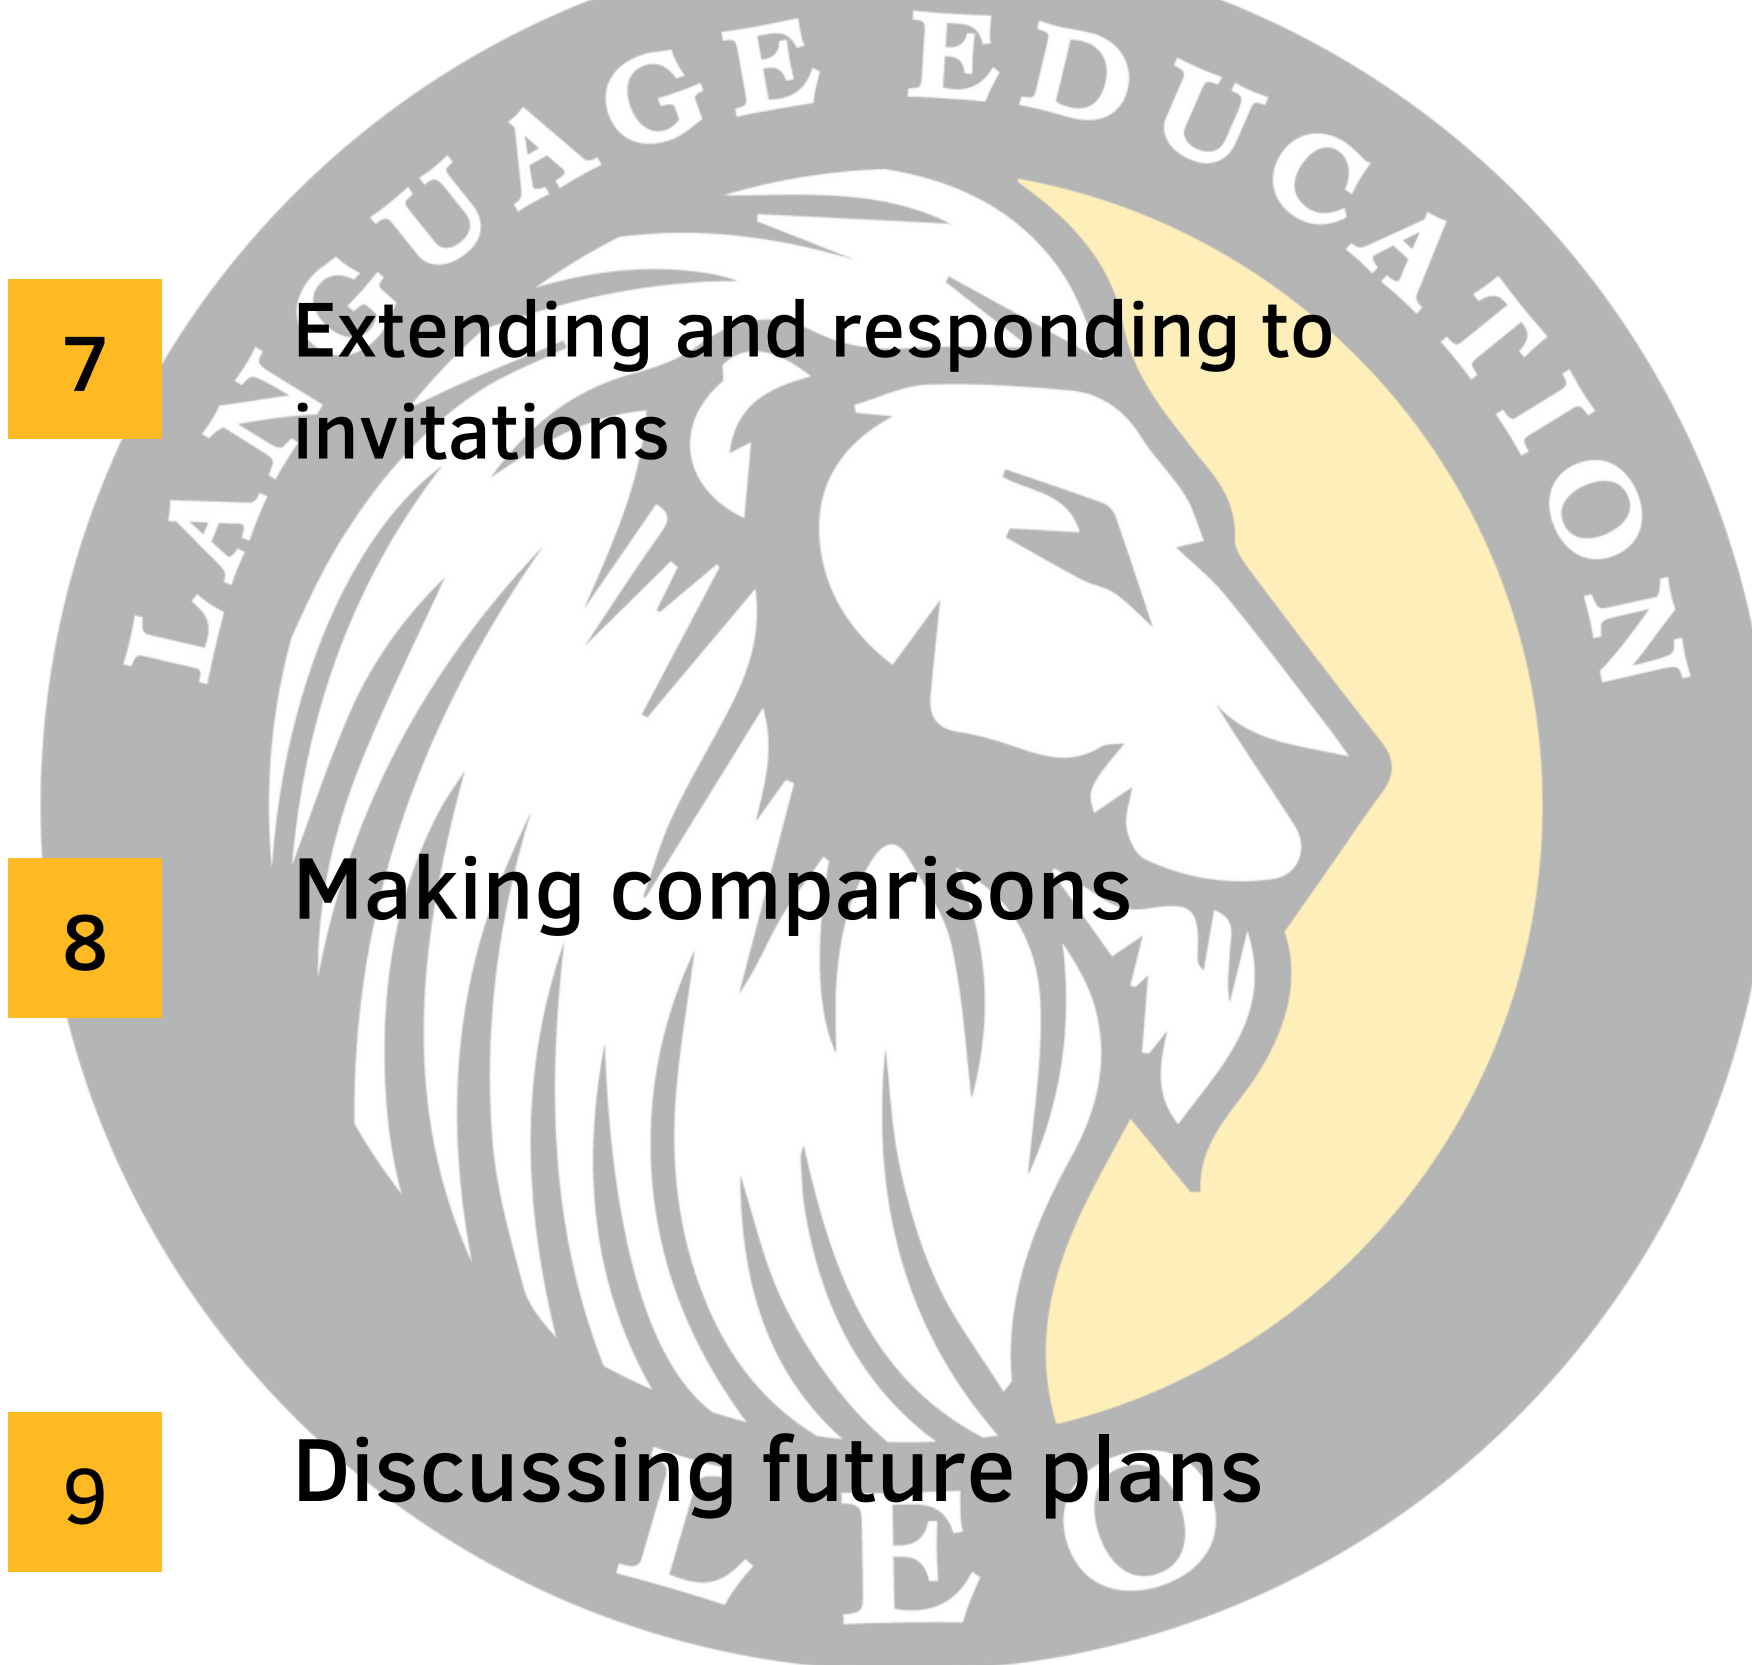 LANGUAGE EDUCATION
7
Extending and responding to
invitations
8
Making comparisons
9
Discussing future plans
LEO